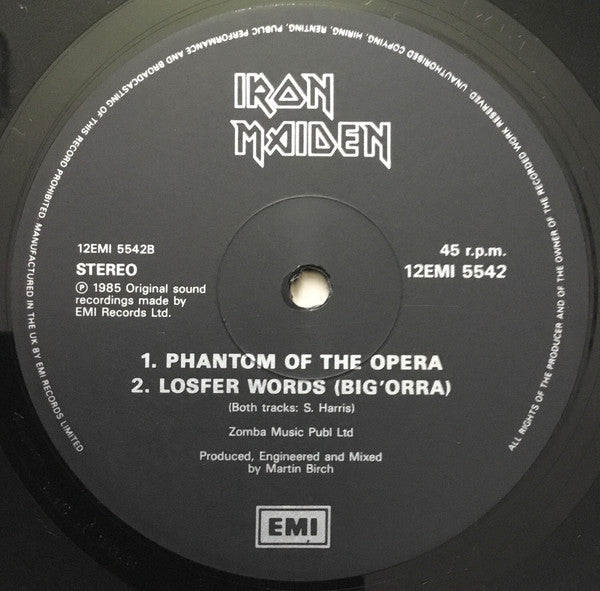 IRON
MAIDEN
12EMI 5542B
STEREO
℗ 1985 Original sound
recordings made by
EMI Records Ltd.
45 r.p.m.
12EMI 5542
1. PHANTOM OF THE OPERA
2. LOSFER WORDS (BIG'ORRA)
(Both tracks: S. Harris)
Zomba Music Publ Ltd
Produced, Engineered and Mixed
by Martin Birch
EMI
ALL RIGHTS OF THE PRODUCER AND OF THE OWNER OF THE RECORDED WORK RESERVED. UNAUTHORISED COPYING, HIRING, RENTING, PUBLIC PERFORMANCE AND BROADCASTING OF THIS RECORD PROHIBITED. MANUFACTURED IN THE UK BY EMI RECORDS LIMITED